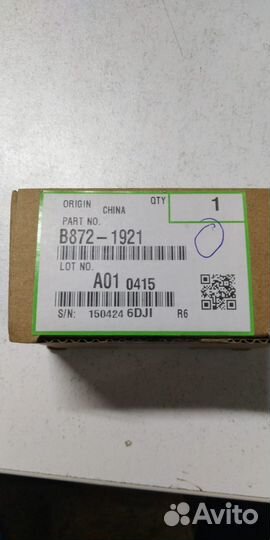 ORIGIN CHINA QTY 1
PART NO.
B872-1921
LOT NO.
A01 0415
S/N: 150424 6DJI R6
Avito